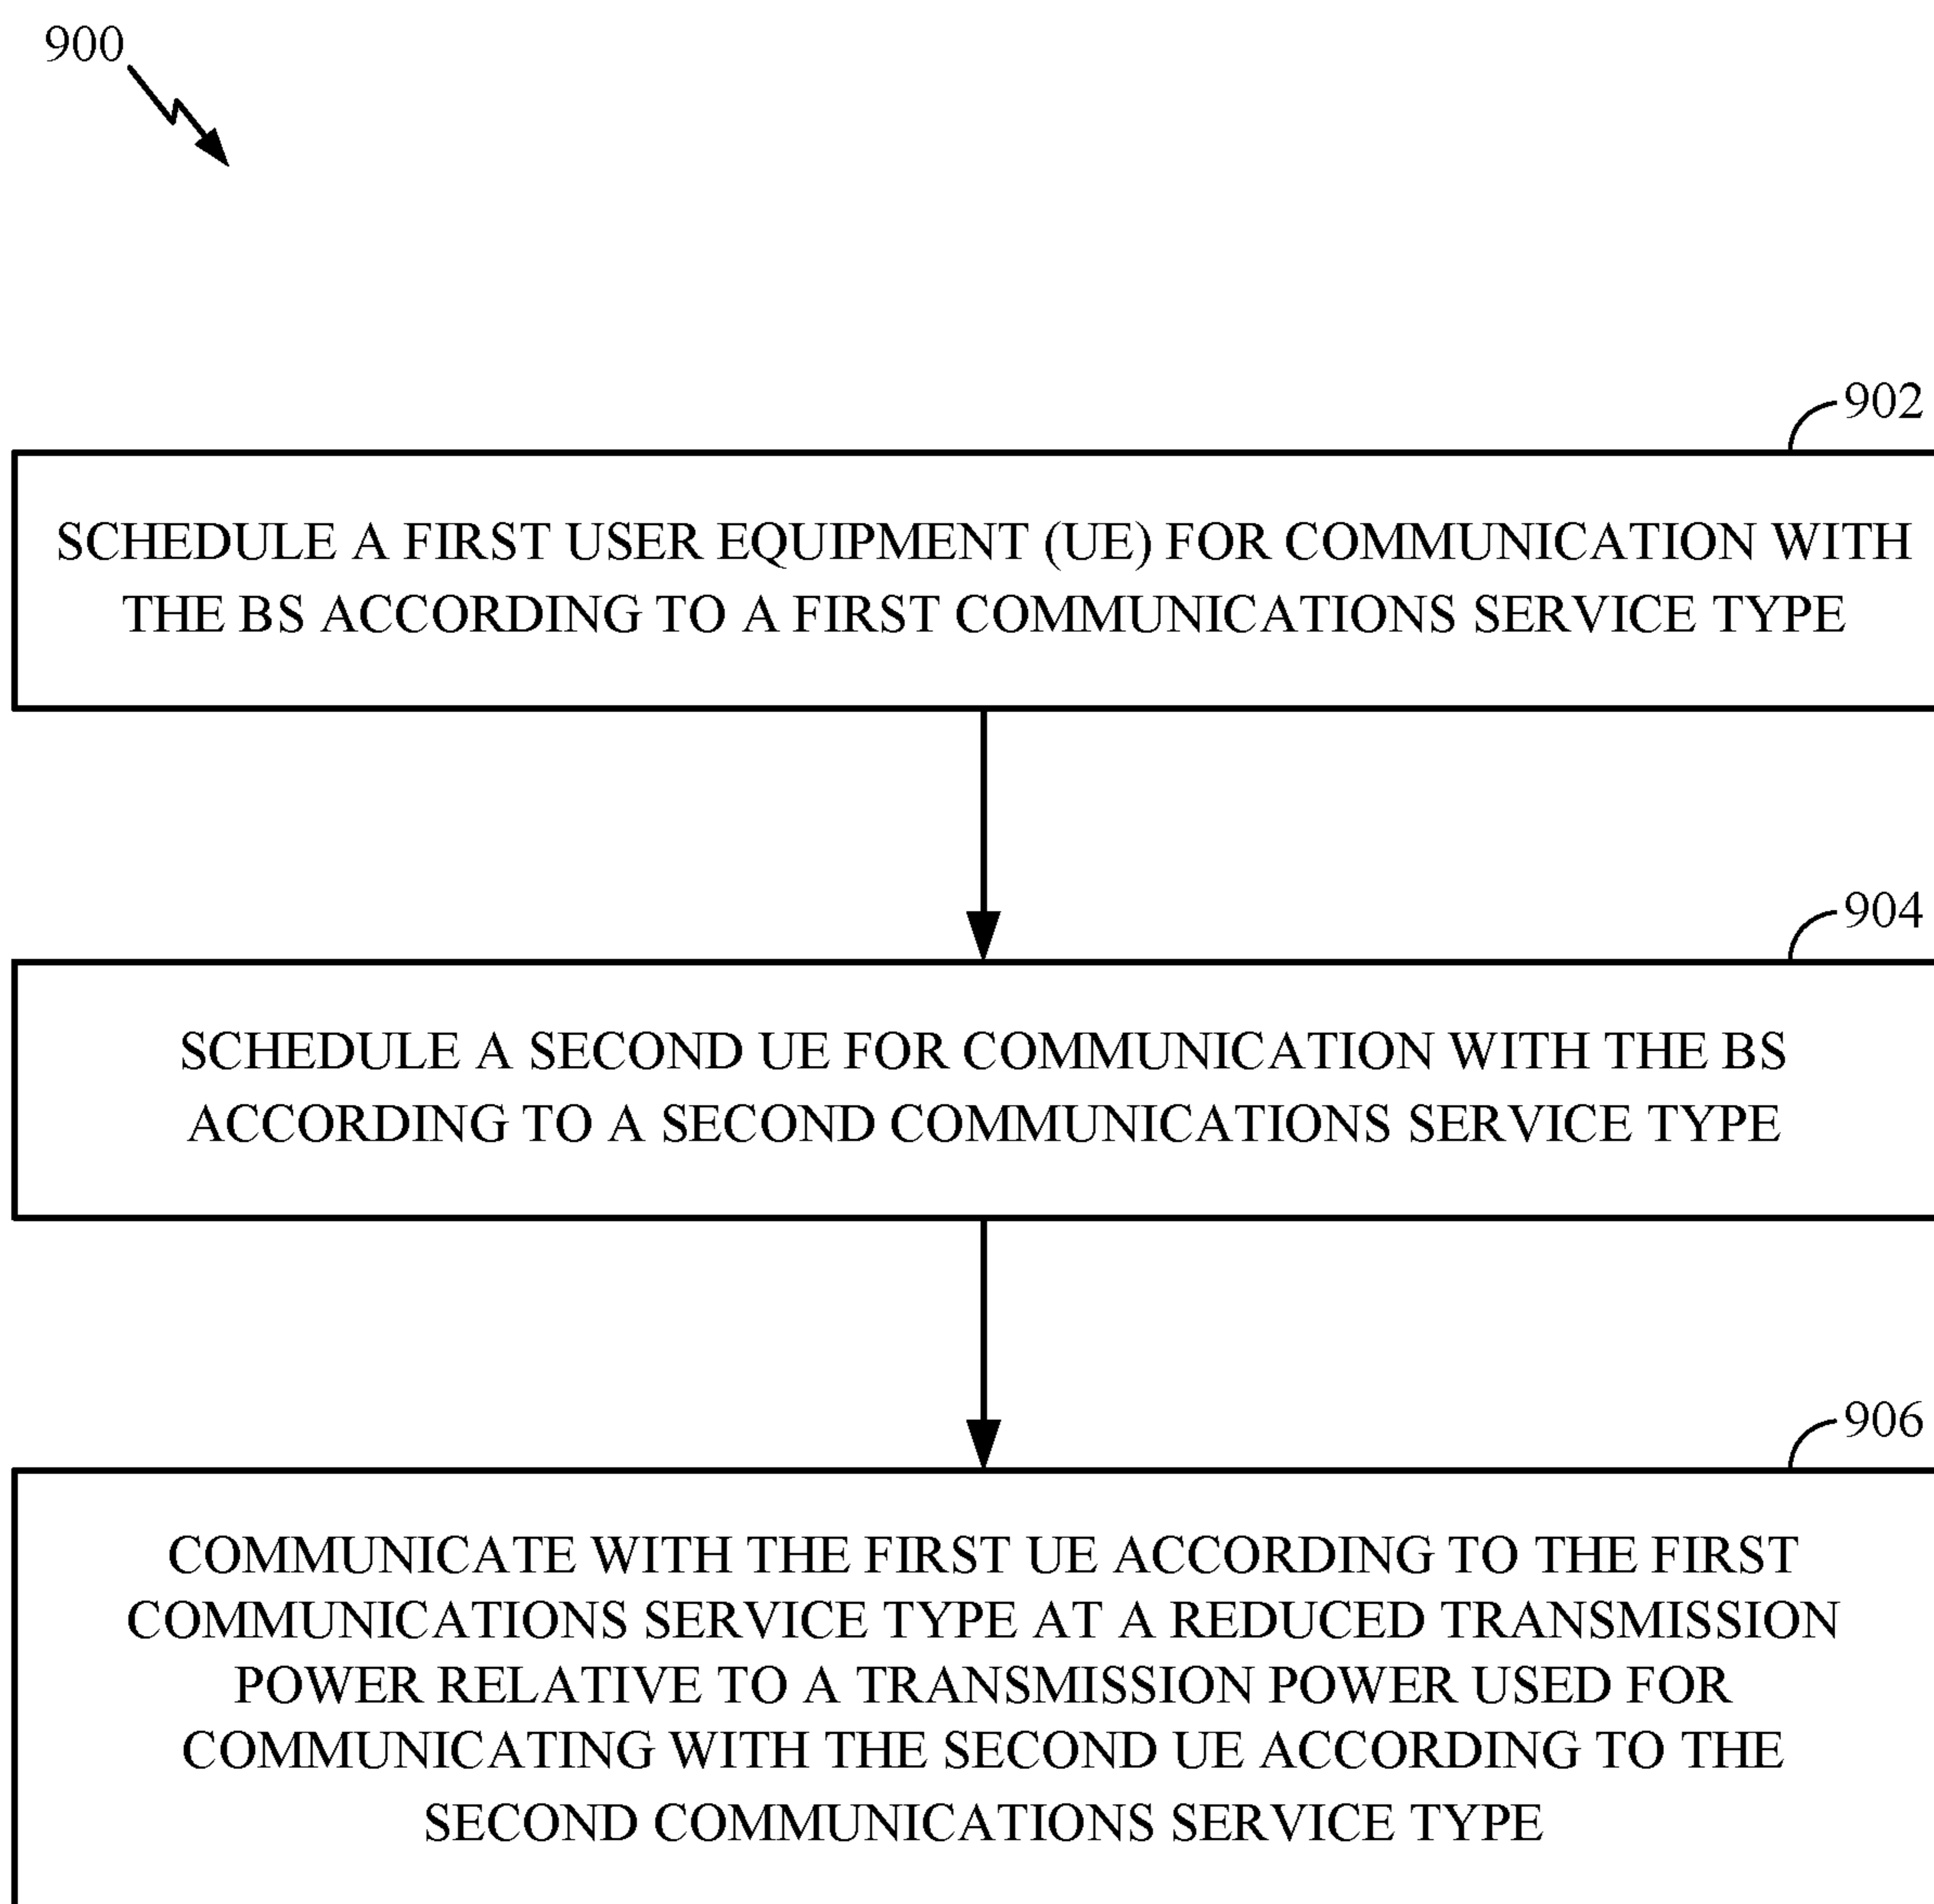 900
902
SCHEDULE A FIRST USER EQUIPMENT (UE) FOR COMMUNICATION WITH
THE BS ACCORDING TO A FIRST COMMUNICATIONS SERVICE TYPE
904
SCHEDULE A SECOND UE FOR COMMUNICATION WITH THE BS
ACCORDING TO A SECOND COMMUNICATIONS SERVICE TYPE
906
COMMUNICATE WITH THE FIRST UE ACCORDING TO THE FIRST
COMMUNICATIONS SERVICE TYPE AT A REDUCED TRANSMISSION
POWER RELATIVE TO A TRANSMISSION POWER USED FOR
COMMUNICATING WITH THE SECOND UE ACCORDING TO THE
SECOND COMMUNICATIONS SERVICE TYPE